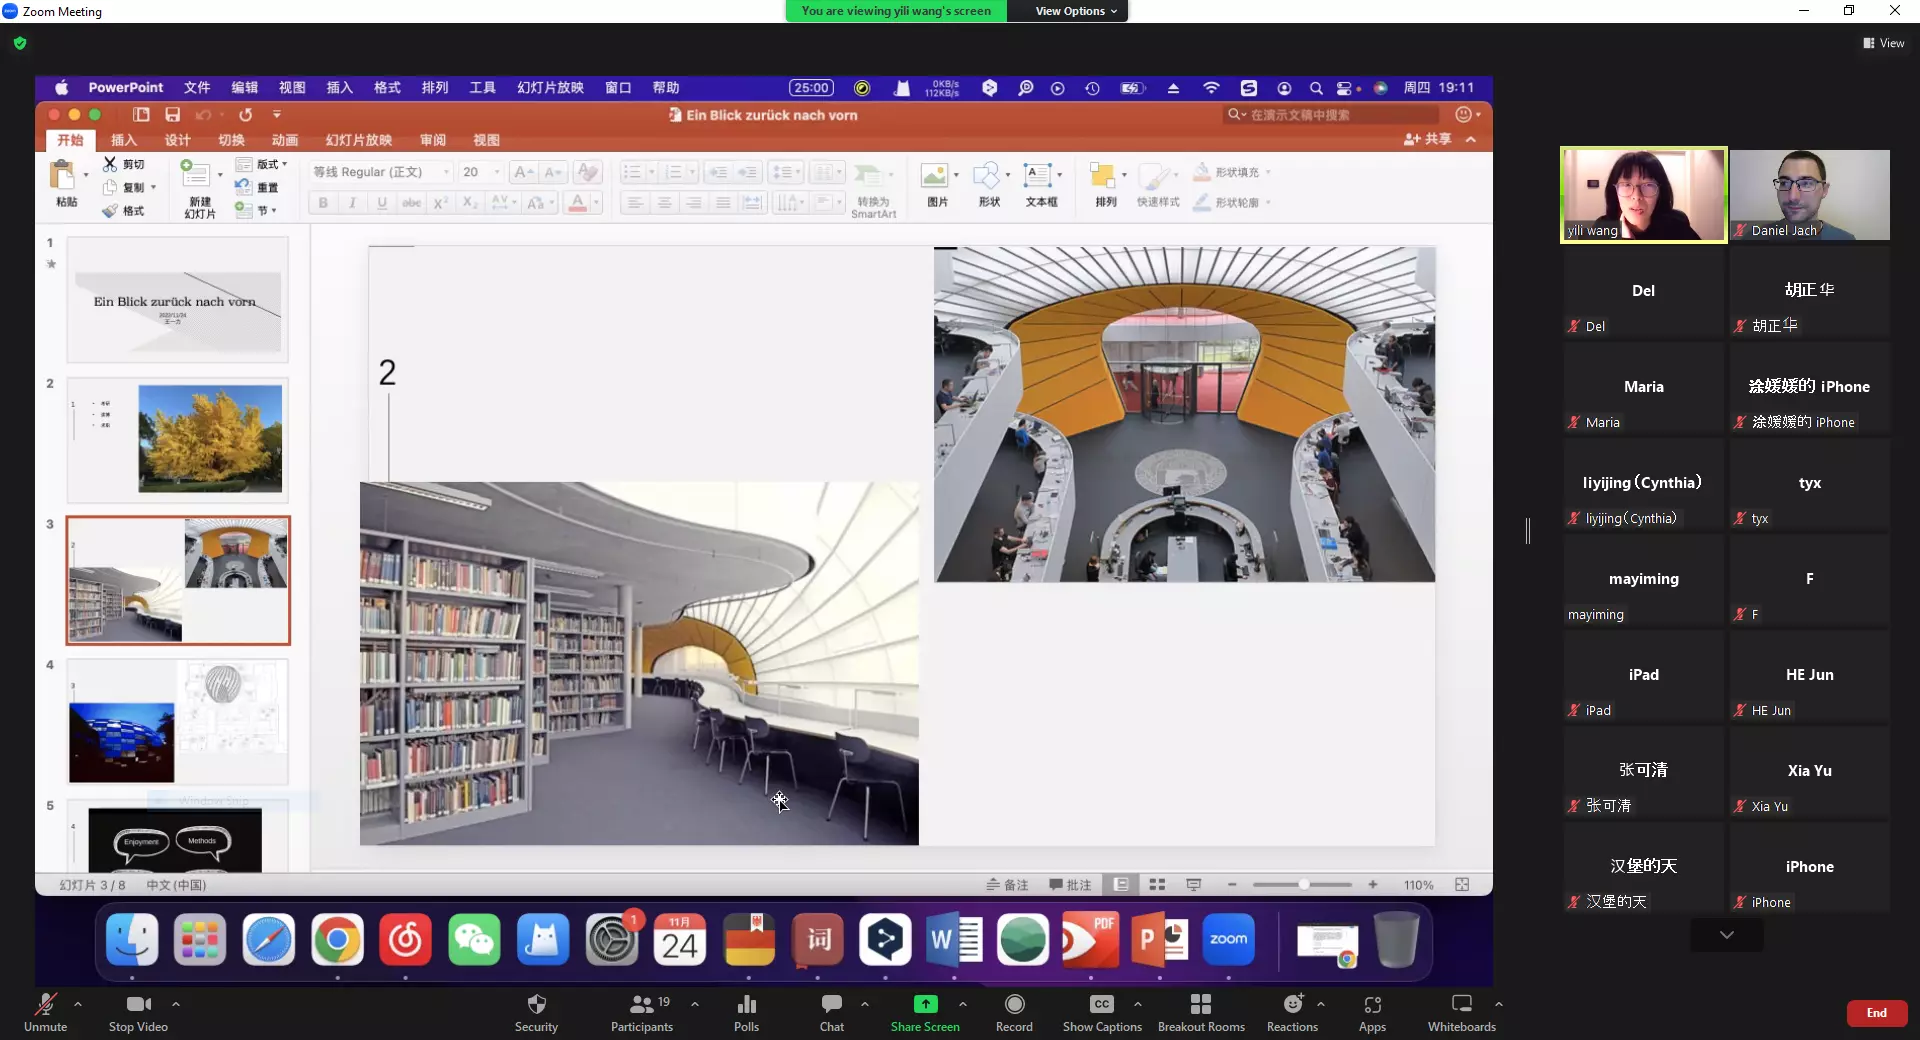 Zoom Meeting
You are viewing yili wang's screen
View Options
View
PowerPoint 文件 编辑 视图 插入 格式 排列 工具 幻灯片放映 窗口 帮助
25:00
0KB/s
112KB/s
周四 19:11
Ein Blick zurück nach vorn
在演示文稿中搜索
开始 插入 设计 切换 动画 幻灯片放映 审阅 视图
共享
粘贴
剪切
复制
格式
新建
幻灯片
版式
重置
节
等线 Regular (正文)
20
转换为
SmartArt
图片
形状
文本框
排列
快速样式
形状填充
形状轮廓
1
Ein Blick zurück nach vorn
2022/11/24
2
1
3
2
4
3
5
4
Enjoyment
Methods
Window Snip
2
幻灯片 3 / 8
中文 (中国)
备注
批注
110%
1
11月
24
词
W
PDF
P
zoom
yili wang
Daniel Jach
Del
Del
胡正华
胡正华
Maria
Maria
涂媛媛的 iPhone
涂媛媛的 iPhone
liyijing（Cynthia）
liyijing（Cynthia）
tyx
tyx
mayiming
mayiming
F
F
iPad
iPad
HE Jun
HE Jun
张可清
张可清
Xia Yu
Xia Yu
汉堡的天
汉堡的天
iPhone
iPhone
Unmute
Stop Video
Security
19
Participants
Polls
Chat
Share Screen
Record
CC
Show Captions
Breakout Rooms
Reactions
Apps
Whiteboards
End